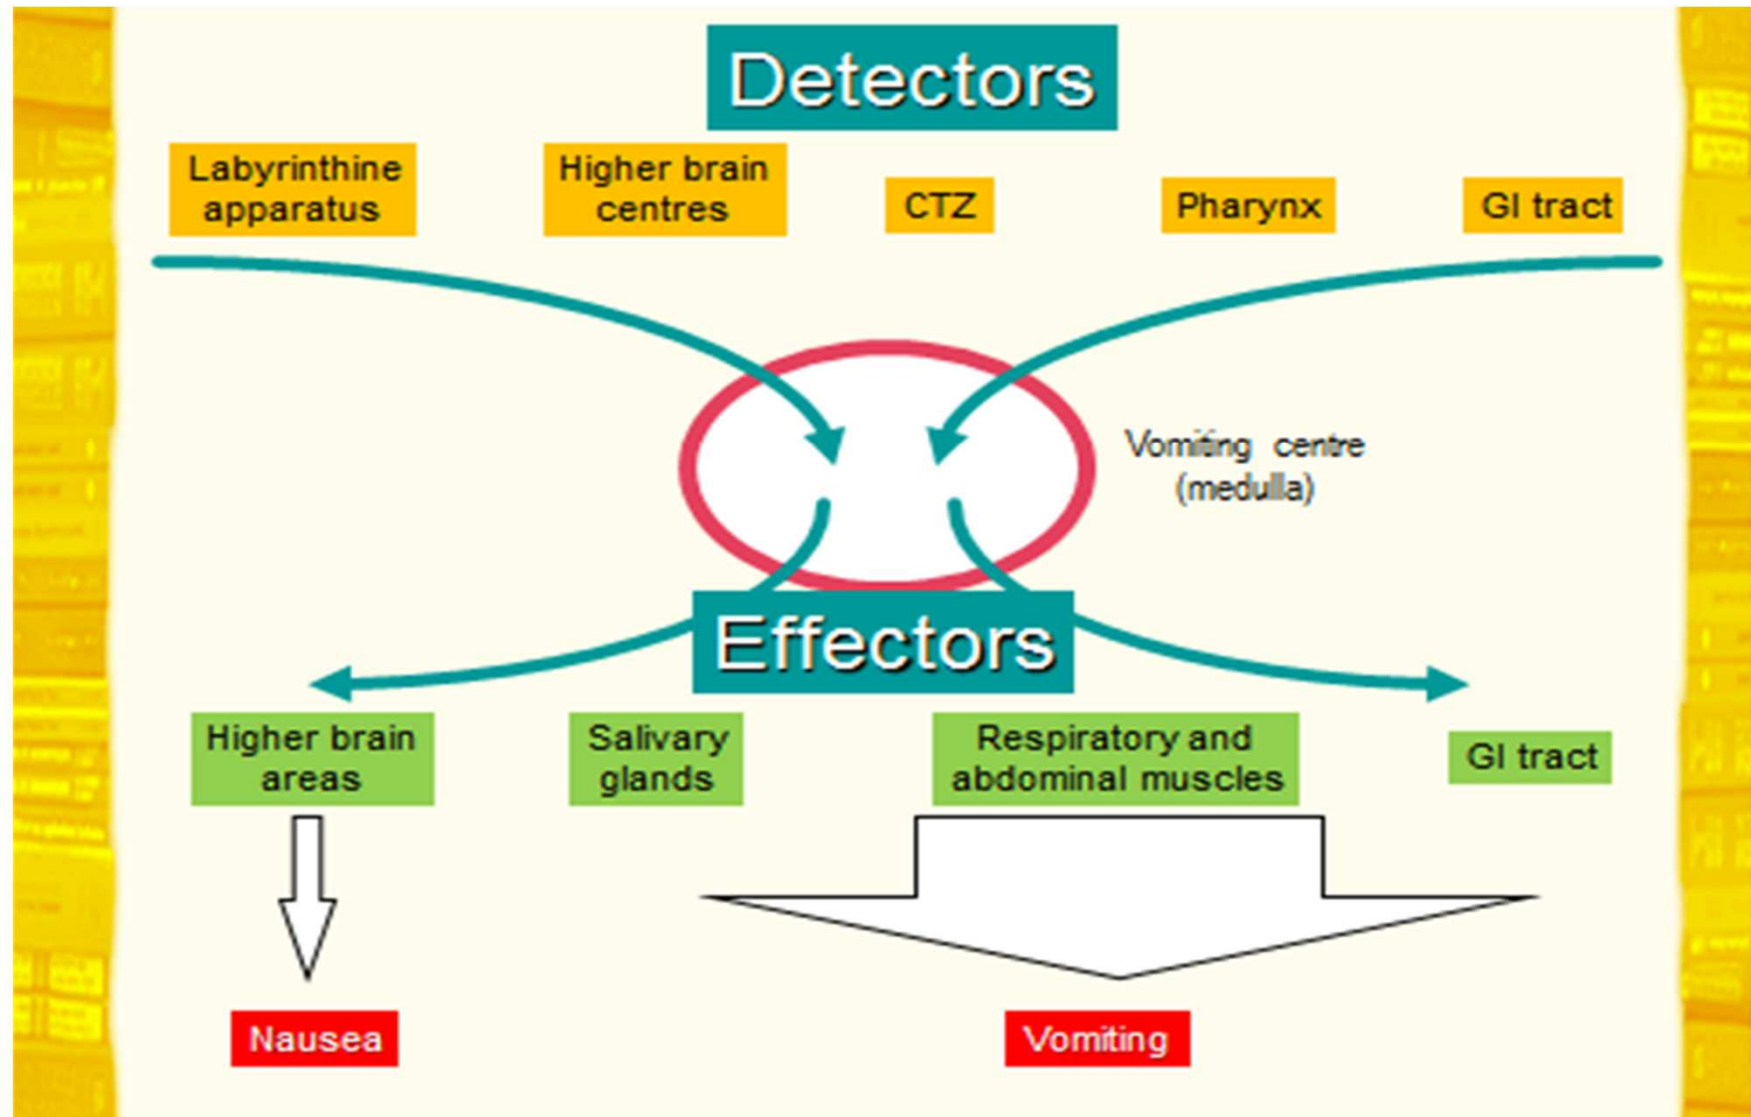 Detectors
Labyrinthine
apparatus
Higher brain
centres
CTZ
Pharynx
GI tract
Vomiting centre
(medulla)
Effectors
Higher brain
areas
Salivary
glands
Respiratory and
abdominal muscles
GI tract
Nausea
Vomiting